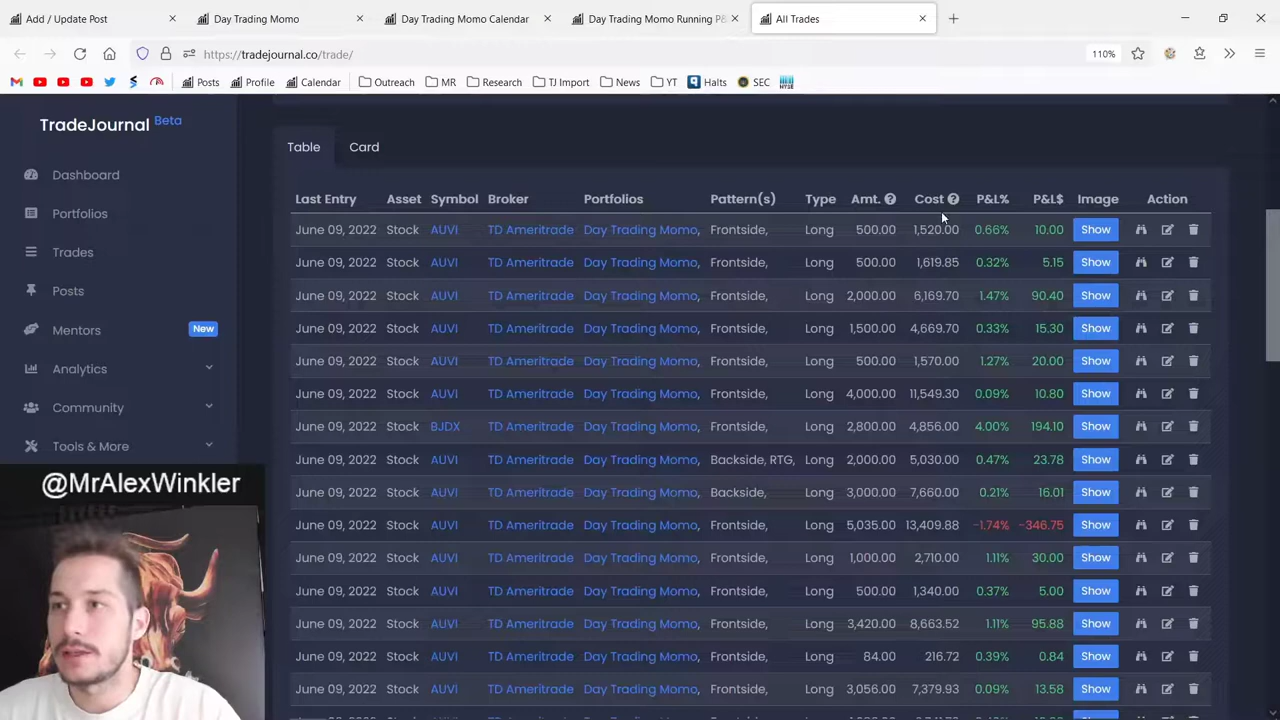 Add / Update Post
Day Trading Momo
Day Trading Momo Calendar
Day Trading Momo Running P&
All Trades
https://tradejournal.co/trade/
110%
Posts
Profile
Calendar
Outreach
MR
Research
TJ Import
News
YT
Halts
SEC
TradeJournal Beta
Dashboard
Portfolios
Trades
Posts
Mentors New
Analytics
Community
Tools & More
Table Card
Last Entry Asset Symbol Broker Portfolios Pattern(s) Type Amt. Cost P&L% P&L$ Image Action
June 09, 2022 Stock AUVI TD Ameritrade Day Trading Momo, Frontside, Long 500.00 1,520.00 0.66% 10.00 Show
June 09, 2022 Stock AUVI TD Ameritrade Day Trading Momo, Frontside, Long 500.00 1,619.85 0.32% 5.15 Show
June 09, 2022 Stock AUVI TD Ameritrade Day Trading Momo, Frontside, Long 2,000.00 6,169.70 1.47% 90.40 Show
June 09, 2022 Stock AUVI TD Ameritrade Day Trading Momo, Frontside, Long 1,500.00 4,669.70 0.33% 15.30 Show
June 09, 2022 Stock AUVI TD Ameritrade Day Trading Momo, Frontside, Long 500.00 1,570.00 1.27% 20.00 Show
June 09, 2022 Stock AUVI TD Ameritrade Day Trading Momo, Frontside, Long 4,000.00 11,549.30 0.09% 10.80 Show
June 09, 2022 Stock BJDX TD Ameritrade Day Trading Momo, Frontside, Long 2,800.00 4,856.00 4.00% 194.10 Show
June 09, 2022 Stock AUVI TD Ameritrade Day Trading Momo, Backside, RTG, Long 2,000.00 5,030.00 0.47% 23.78 Show
June 09, 2022 Stock AUVI TD Ameritrade Day Trading Momo, Backside, Long 3,000.00 7,660.00 0.21% 16.01 Show
June 09, 2022 Stock AUVI TD Ameritrade Day Trading Momo, Frontside, Long 5,035.00 13,409.88 -1.74% -346.75 Show
June 09, 2022 Stock AUVI TD Ameritrade Day Trading Momo, Frontside, Long 1,000.00 2,710.00 1.11% 30.00 Show
June 09, 2022 Stock AUVI TD Ameritrade Day Trading Momo, Frontside, Long 500.00 1,340.00 0.37% 5.00 Show
June 09, 2022 Stock AUVI TD Ameritrade Day Trading Momo, Frontside, Long 3,420.00 8,663.52 1.11% 95.88 Show
June 09, 2022 Stock AUVI TD Ameritrade Day Trading Momo, Frontside, Long 84.00 216.72 0.39% 0.84 Show
June 09, 2022 Stock AUVI TD Ameritrade Day Trading Momo, Frontside, Long 3,056.00 7,379.93 0.09% 13.58 Show
@MrAlexWinkler